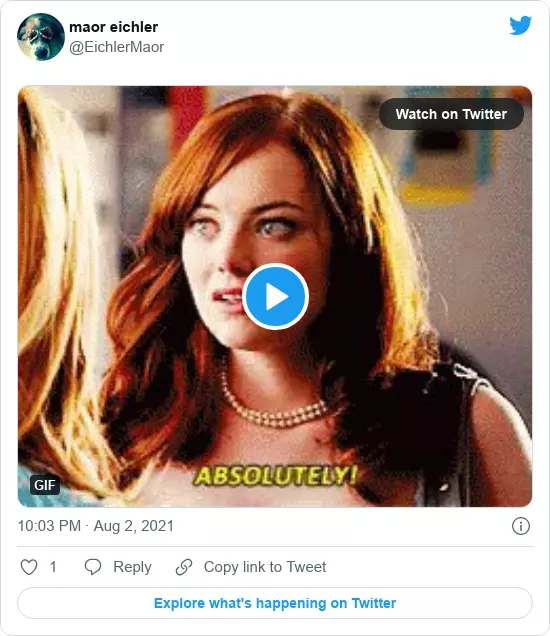 maor eichler
@EichlerMaor
Watch on Twitter
ABSOLUTELY!
GIF
10:03 PM · Aug 2, 2021
1 Reply Copy link to Tweet
Explore what's happening on Twitter